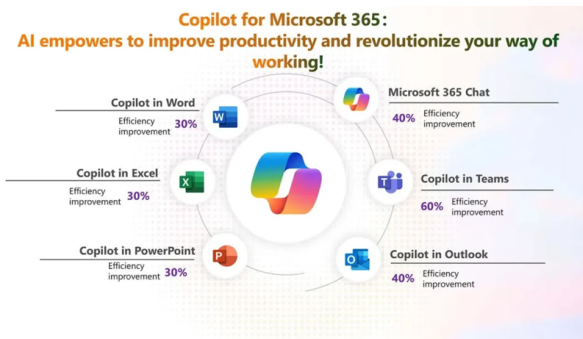 Copilot for Microsoft 365:
AI empowers to improve productivity and revolutionize your way of
working!
Copilot in Word
Efficiency
improvement 30%
W
Microsoft 365 Chat
40% Efficiency
improvement
Copilot in Excel
Efficiency
improvement 30%
X
Copilot in Teams
T
60% Efficiency
improvement
Copilot in PowerPoint
Efficiency
improvement 30%
P
Copilot in Outlook
O
40% Efficiency
improvement